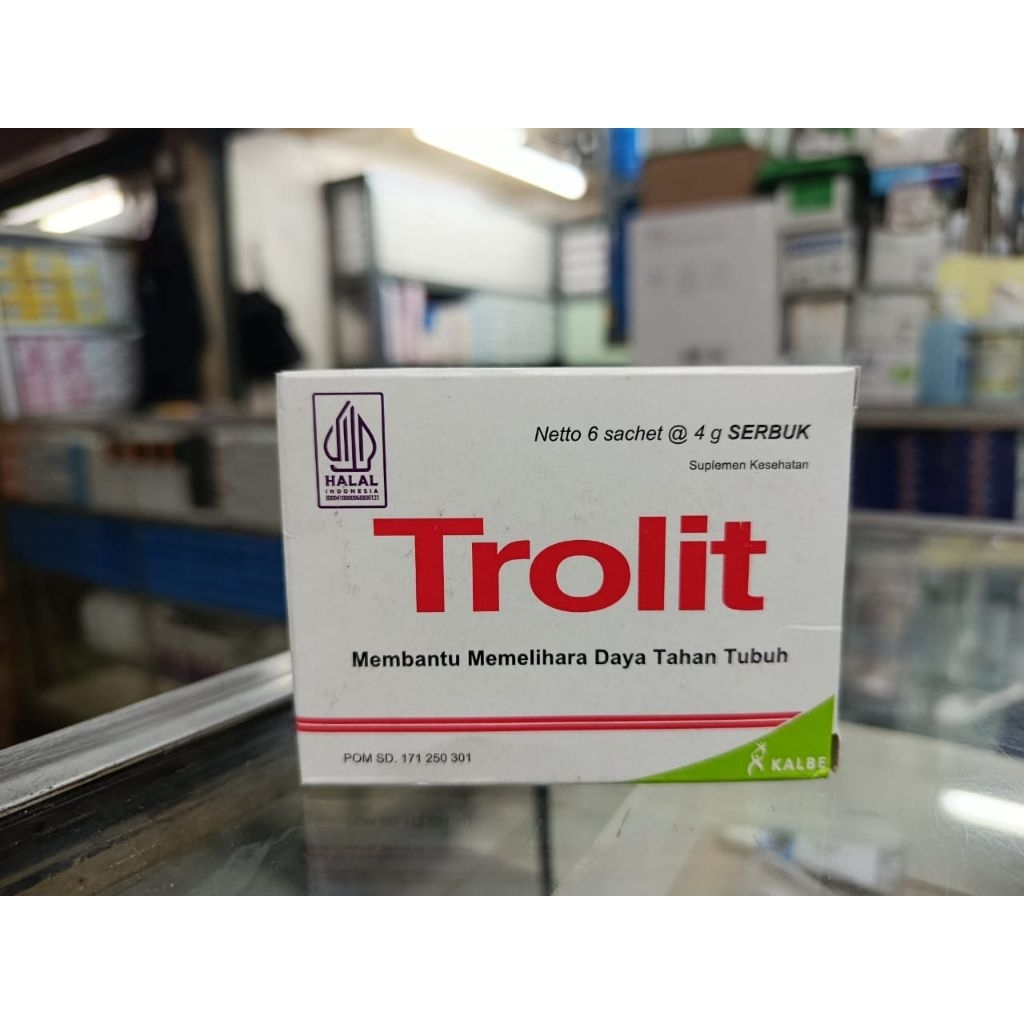 HALAL
INDONESIA
Netto 6 sachet @ 4 g SERBUK
Suplemen Kesehatan
Trolit
Membantu Memelihara Daya Tahan Tubuh
POM SD. 171 250 301
KALBE